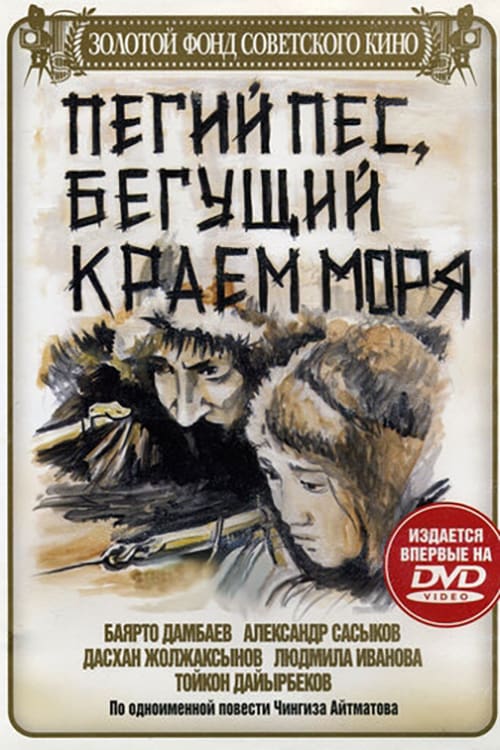 ЗОЛОТОЙ ФОНД СОВЕТСКОГО КИНО
ПЕГИЙ ПЕС,
БЕГУЩИЙ
КРАЕМ МОРЯ
ИЗДАЕТСЯ
ВПЕРВЫЕ НА
DVD
VIDEO
БАЯРТО ДАМБАЕВ АЛЕКСАНДР САСЫКОВ
ДАСХАН ЖОЛЖАКСЫНОВ ЛЮДМИЛА ИВАНОВА
ТОЙКОН ДАЙЫРБЕКОВ
По одноименной повести Чингиза Айтматова